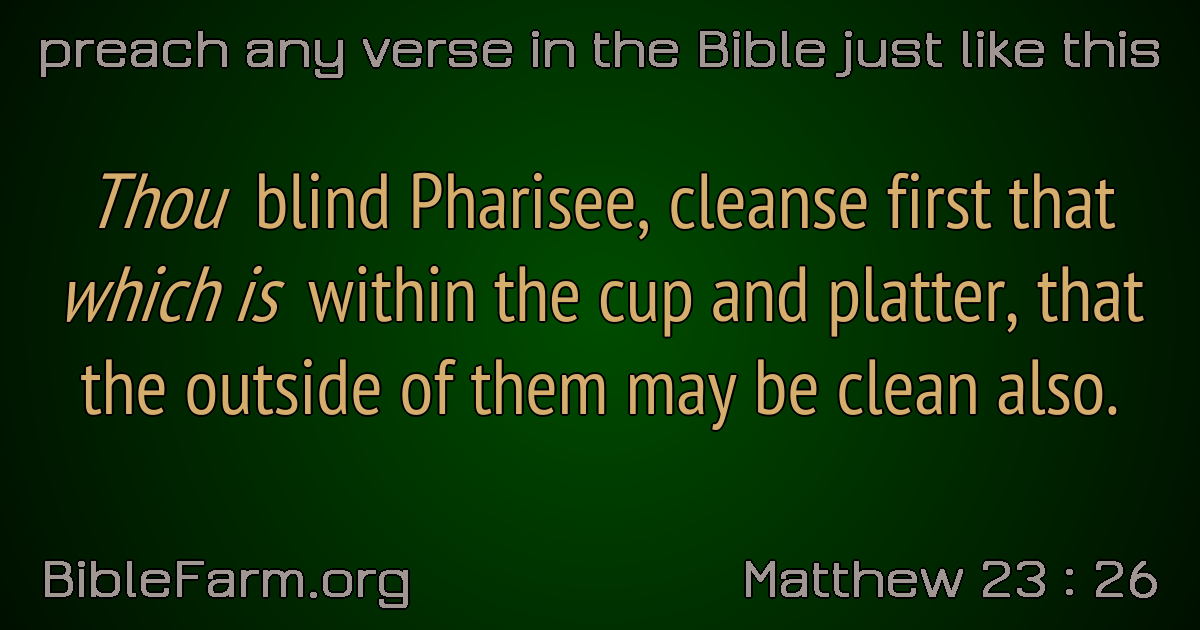 preach any verse in the Bible just like this
Thou blind Pharisee, cleanse first that
which is within the cup and platter, that
the outside of them may be clean also.
BibleFarm.org
Matthew 23 : 26